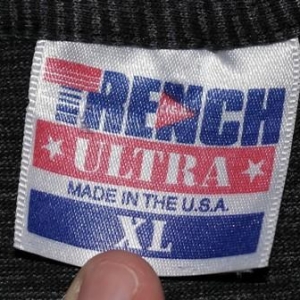 TRENCH
★ ULTRA ★
MADE IN THE U.S.A.
XL